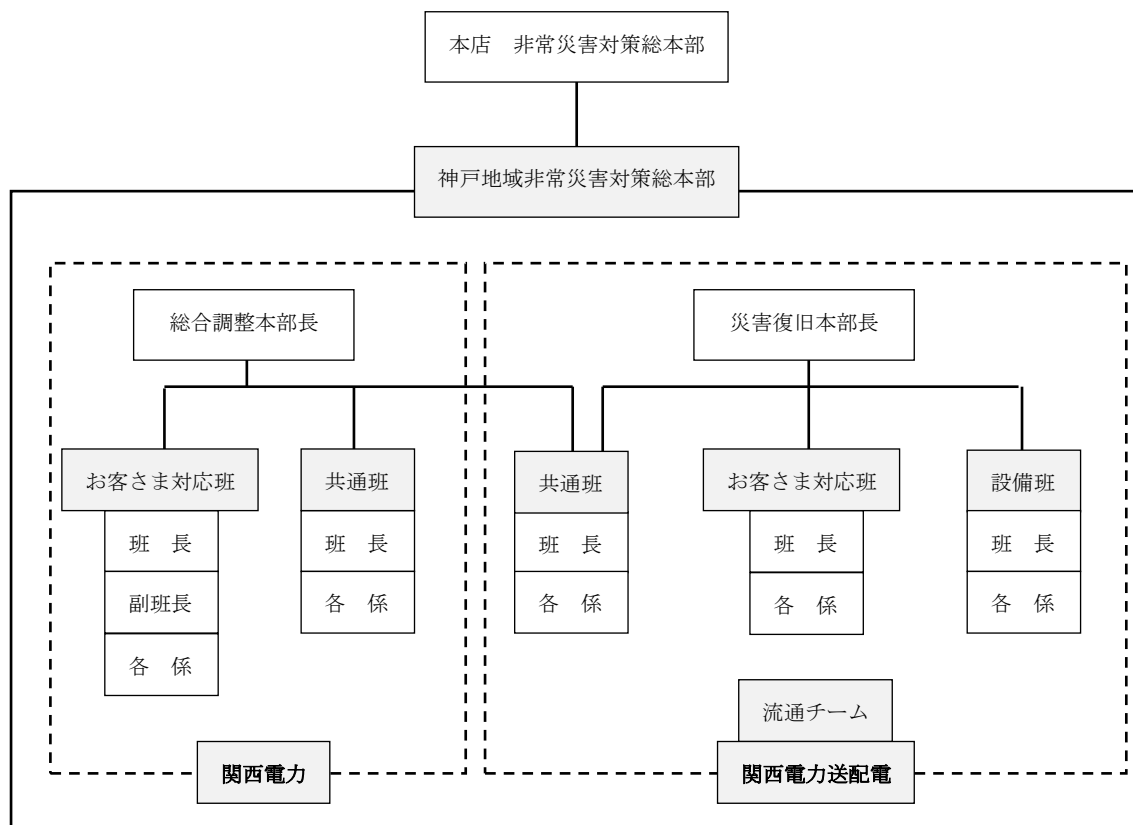 本店　非常災害対策総本部
神戸地域非常災害対策総本部
総合調整本部長
お客さま対応班
班　長
副班長
各　係
共通班
班　長
各　係
関西電力
災害復旧本部長
共通班
班　長
各　係
お客さま対応班
班　長
各　係
設備班
班　長
各　係
流通チーム
関西電力送配電